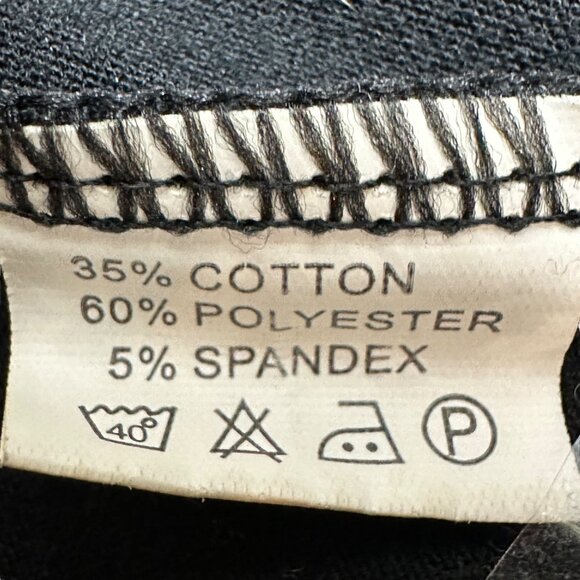 35% COTTON
60% POLYESTER
5% SPANDEX
40° P